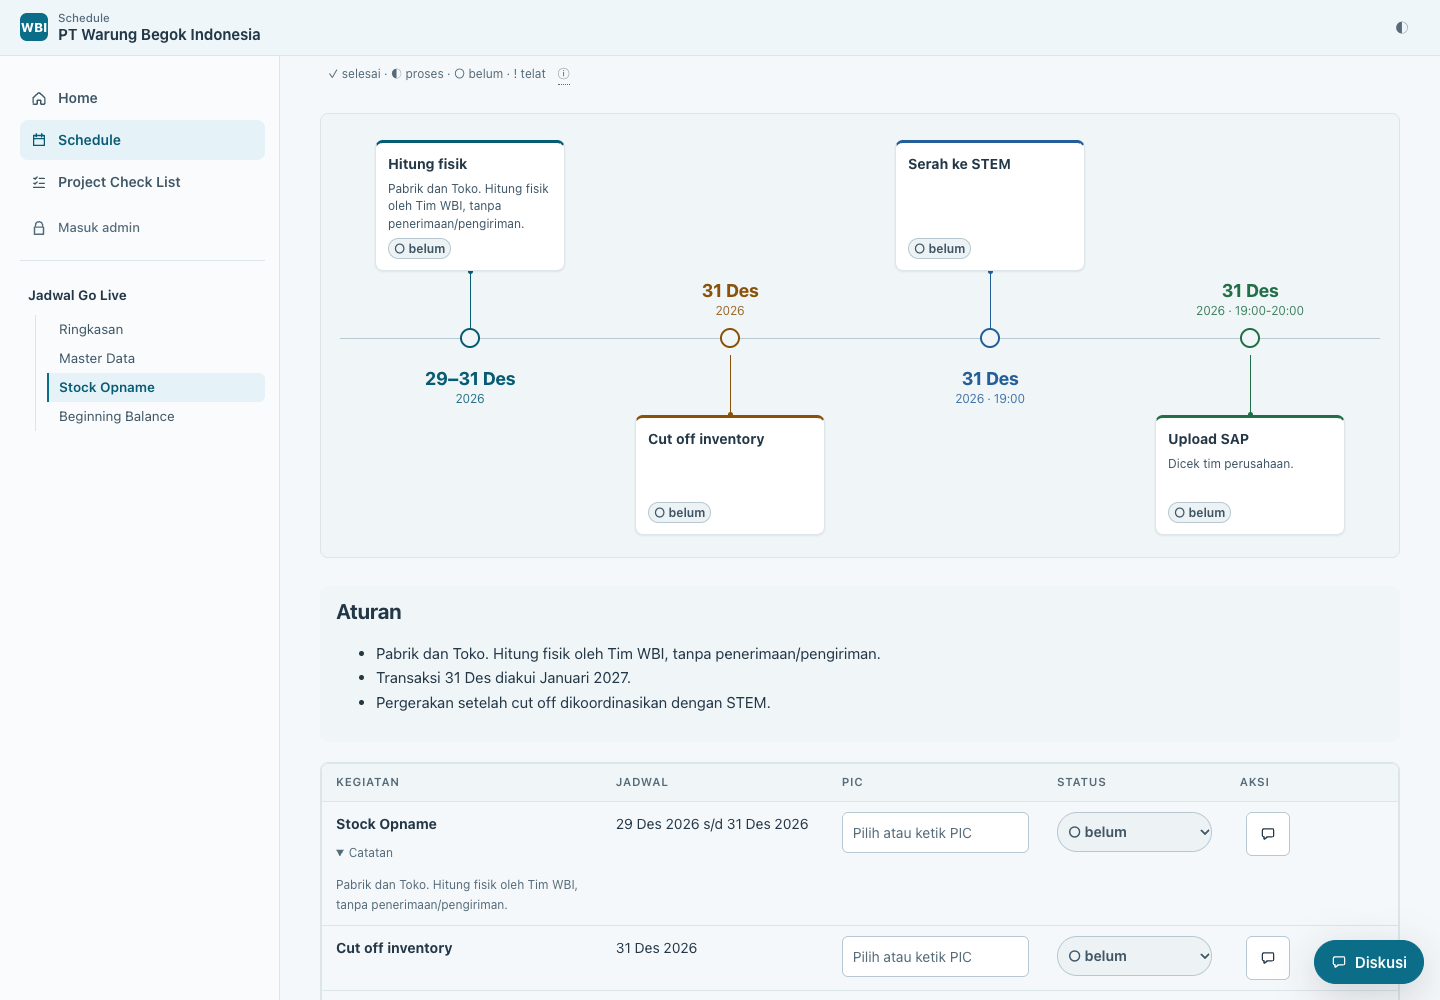 WBI
Schedule
PT Warung Begok Indonesia
Home
Schedule
Project Check List
Masuk admin
Jadwal Go Live
Ringkasan
Master Data
Stock Opname
Beginning Balance
✓ selesai · ◐ proses · ○ belum · ! telat ⓘ
Hitung fisik
Pabrik dan Toko. Hitung fisik
oleh Tim WBI, tanpa
penerimaan/pengiriman.
○ belum
29–31 Des
2026
31 Des
2026
Cut off inventory
○ belum
Serah ke STEM
○ belum
31 Des
2026 · 19:00
31 Des
2026 · 19:00-20:00
Upload SAP
Dicek tim perusahaan.
○ belum
Aturan
• Pabrik dan Toko. Hitung fisik oleh Tim WBI, tanpa penerimaan/pengiriman.
• Transaksi 31 Des diakui Januari 2027.
• Pergerakan setelah cut off dikoordinasikan dengan STEM.
KEGIATAN JADWAL PIC STATUS AKSI
Stock Opname 29 Des 2026 s/d 31 Des 2026 Pilih atau ketik PIC ○ belum
▼ Catatan
Pabrik dan Toko. Hitung fisik oleh Tim WBI,
tanpa penerimaan/pengiriman.
Cut off inventory 31 Des 2026 Pilih atau ketik PIC ○ belum
Diskusi